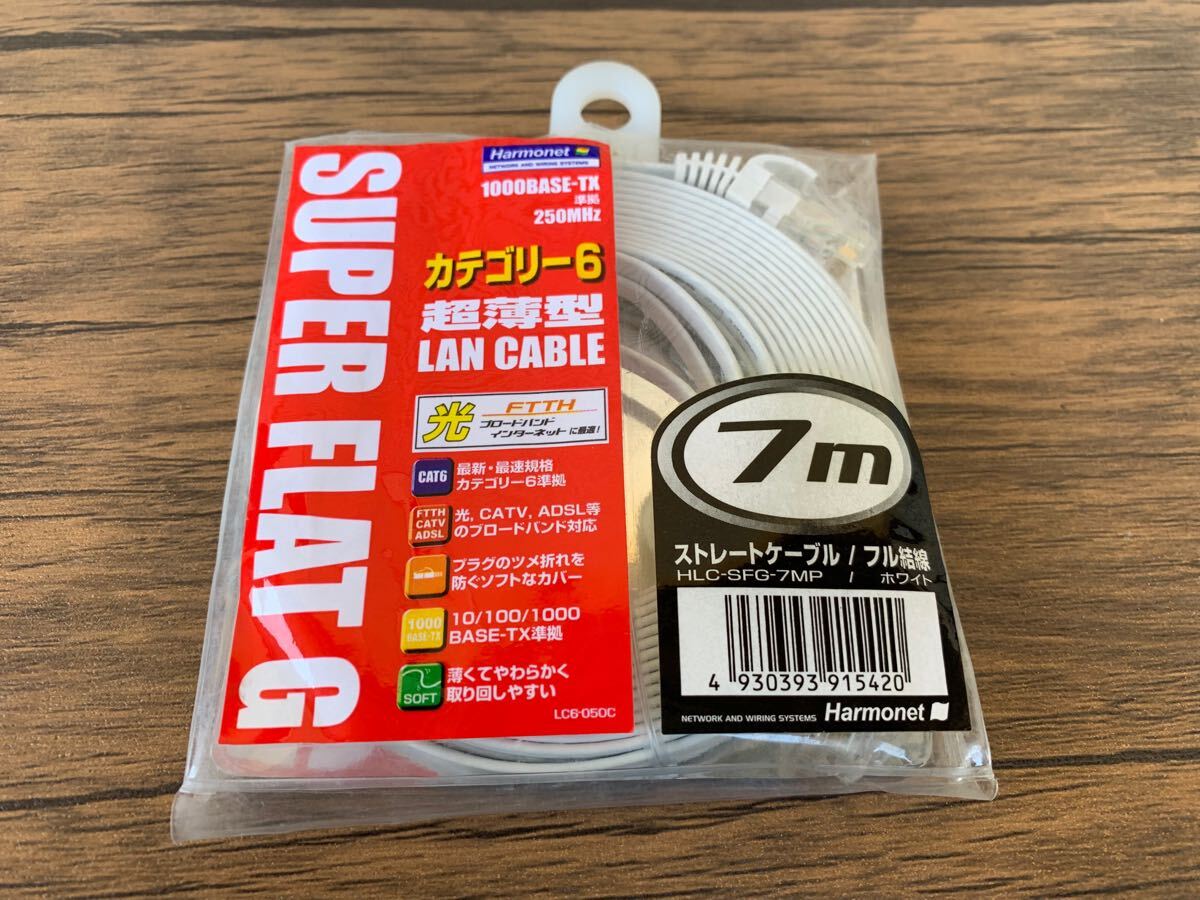 SUPER FLAT G
Harmonet
NETWORK AND WIRING SYSTEMS
1000BASE-TX
準拠
250MHz
カテゴリー6
超薄型
LAN CABLE
光 FTTH
ブロードバンド
インターネットに最適!
CAT6 最新・最速規格
カテゴリー6準拠
FTTH
CATV
ADSL
光, CATV, ADSL等
のブロードバンド対応
プラグのツメ折れを
防ぐソフトなカバー
1000
BASE-TX
10/100/1000
BASE-TX準拠
SOFT
薄くてやわらかく
取り回しやすい
LC6-050C
7m
ストレートケーブル / フル結線
HLC-SFG-7MP / ホワイト
4 930393 915420
NETWORK AND WIRING SYSTEMS Harmonet